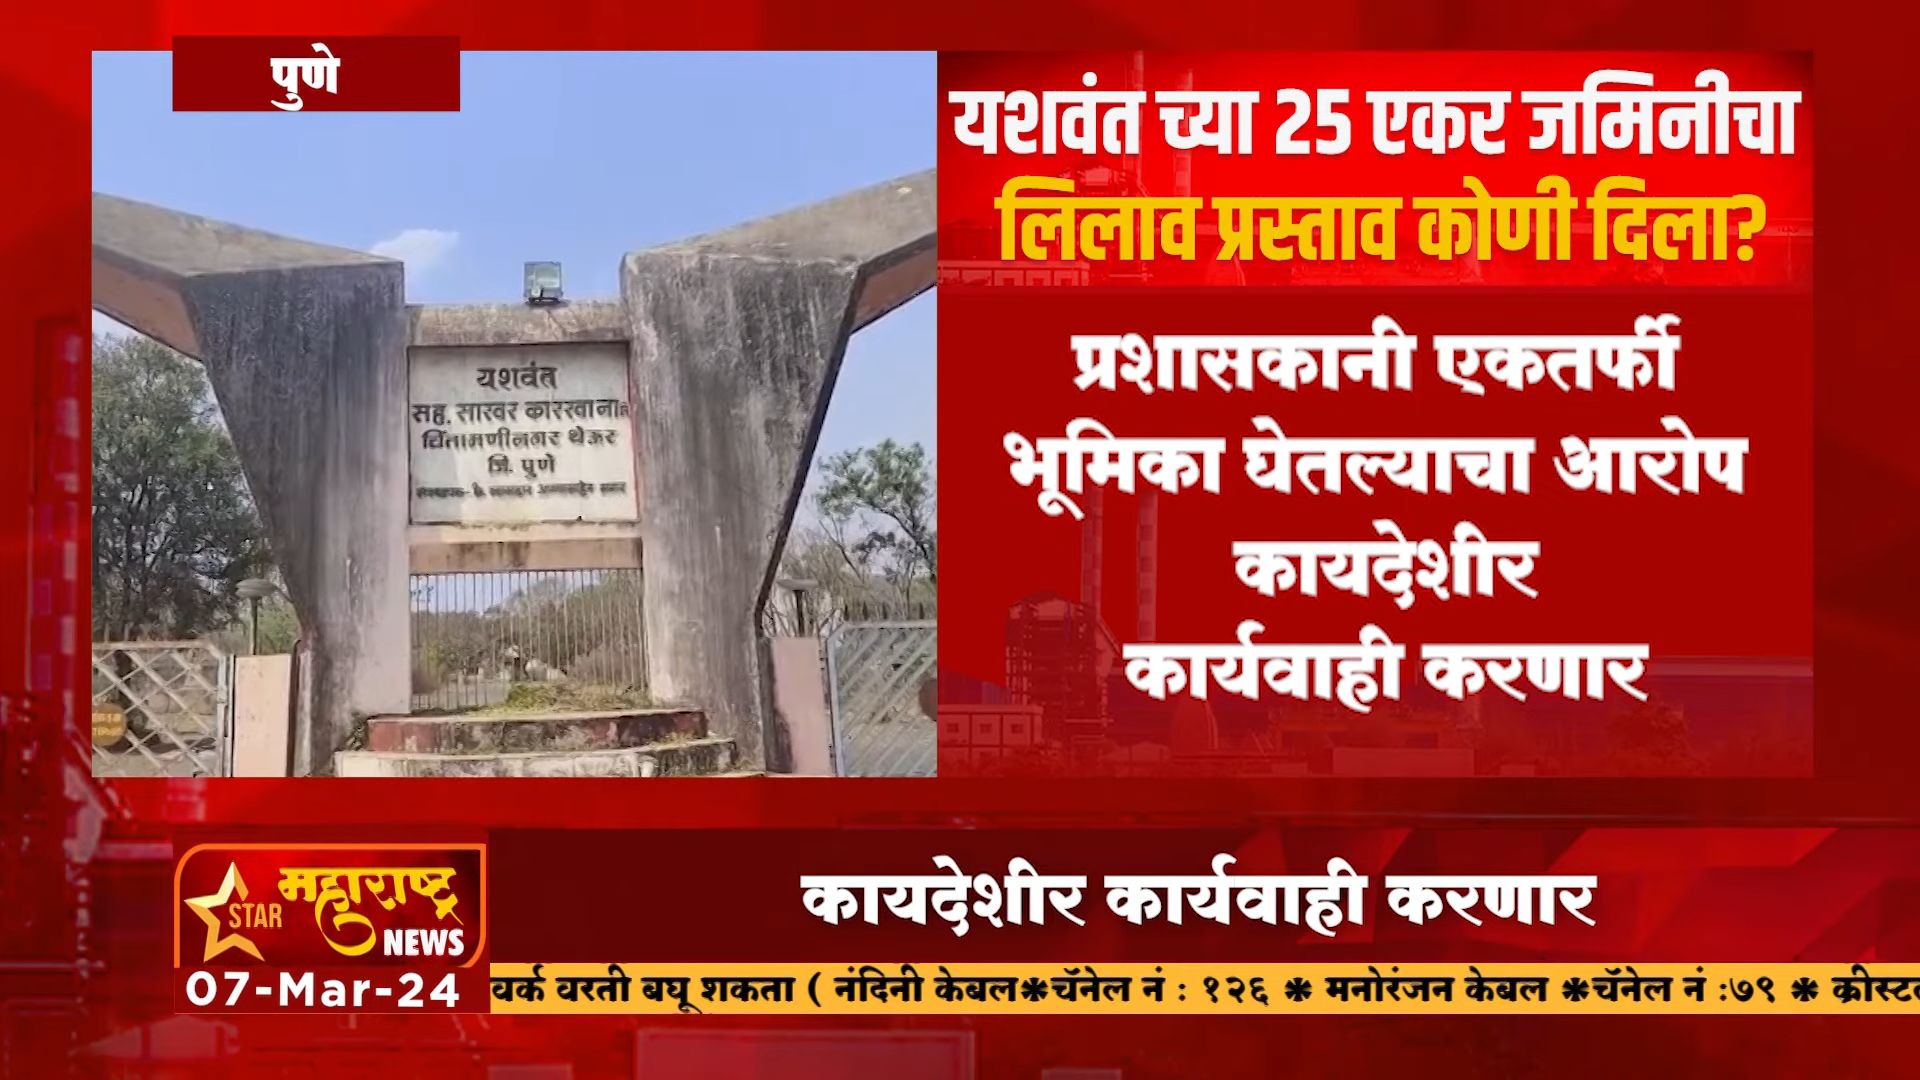 पुणे
यशवंत च्या 25 एकर जमिनीचा
लिलाव प्रस्ताव कोणी दिला?
प्रशासकानी एकतर्फी
भूमिका घेतल्याचा आरोप
कायदेशीर
कार्यवाही करणार
यशवंत
सह. साखर कारखाना
चिंतामणीनगर थेऊर
जि. पुणे
STAR महाराष्ट्र
NEWS
कायदेशीर कार्यवाही करणार
07-Mar-24
वर्क वरती बघू शकता ( नंदिनी केबल✱चॅनेल नं : १२६ ✱ मनोरंजन केबल ✱चॅनेल नं :७९ ✱ क्रीस्टल